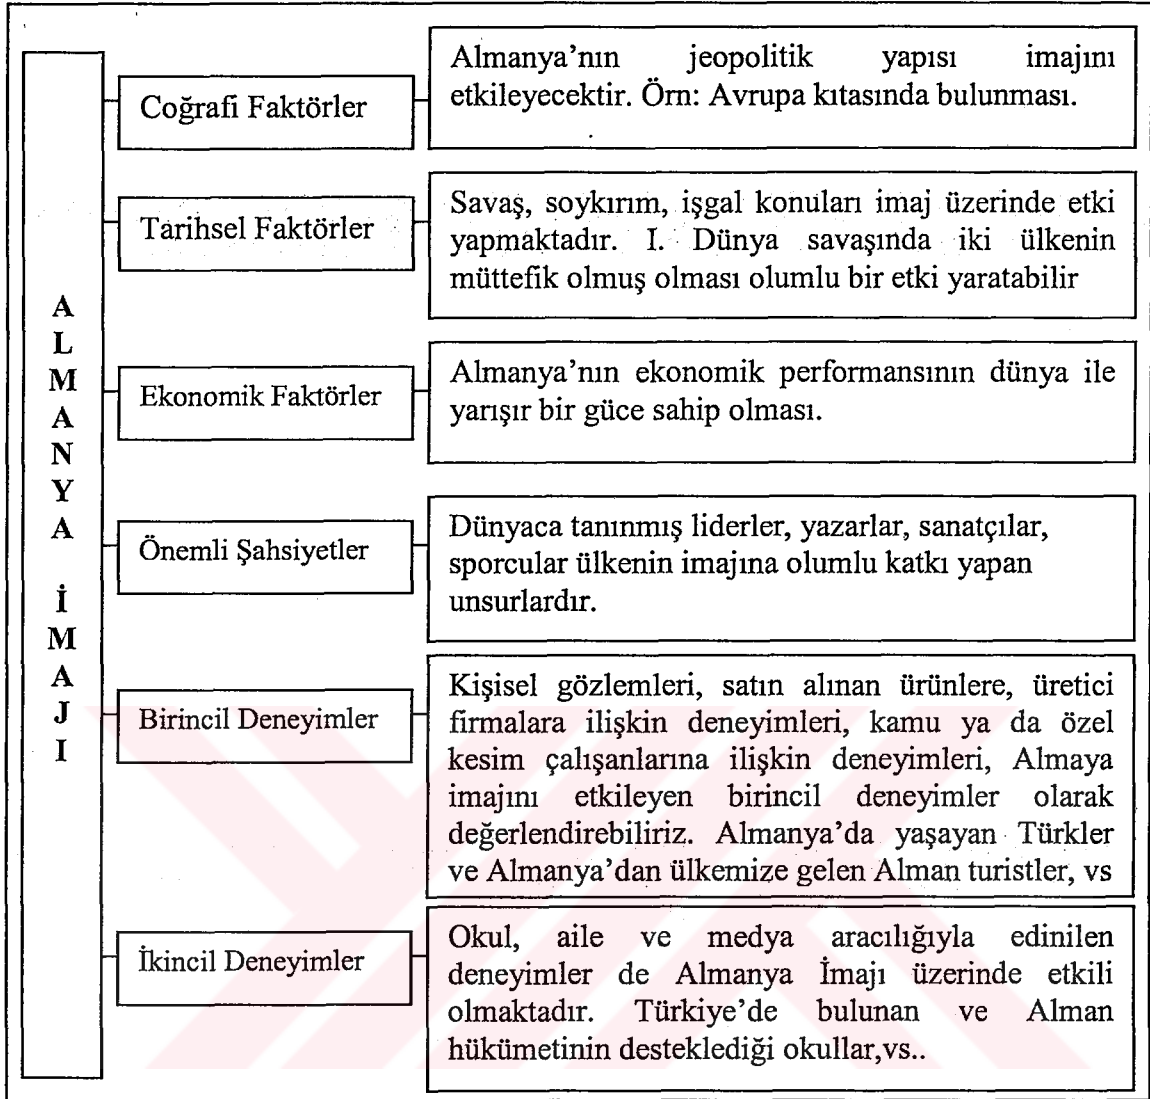 ALMANYA İMAJI
Coğrafi Faktörler
Almanya’nın jeopolitik yapısı imajını
etkileyecektir. Örn: Avrupa kıtasında bulunması.
Tarihsel Faktörler
Savaş, soykırım, işgal konuları imaj üzerinde etki
yapmaktadır. I. Dünya savaşında iki ülkenin
müttefik olmuş olması olumlu bir etki yaratabilir
Ekonomik Faktörler
Almanya’nın ekonomik performansının dünya ile
yarışır bir güce sahip olması.
Önemli Şahsiyetler
Dünyaca tanınmış liderler, yazarlar, sanatçılar,
sporcular ülkenin imajına olumlu katkı yapan
unsurlardır.
Birincil Deneyimler
Kişisel gözlemleri, satın alınan ürünlere, üretici
firmalara ilişkin deneyimleri, kamu ya da özel
kesim çalışanlarına ilişkin deneyimleri, Almaya
imajını etkileyen birincil deneyimler olarak
değerlendirebiliriz. Almanya’da yaşayan Türkler
ve Almanya’dan ülkemize gelen Alman turistler, vs
İkincil Deneyimler
Okul, aile ve medya aracılığıyla edinilen
deneyimler de Almanya İmajı üzerinde etkili
olmaktadır. Türkiye’de bulunan ve Alman
hükümetinin desteklediği okullar,vs..